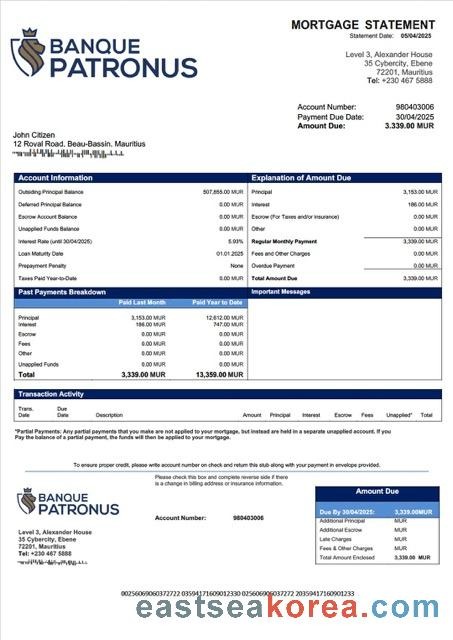 MORTGAGE STATEMENT
Statement Date: 05/04/2025
BANQUE
PATRONUS
Level 3, Alexander House
35 Cybercity, Ebene
72201, Mauritius
Tel: +230 467 5888
Account Number: 980403006
Payment Due Date: 30/04/2025
Amount Due: 3.339.00 MUR
John Citizen
12 Royal Road, Beau-Bassin, Mauritius
Account Information
Outsiding Principal Balance 507,655.00 MUR
Deferred Principal Balance 0.00 MUR
Escrow Account Balance 0.00 MUR
Unapplied Funds Balance 0.00 MUR
Interest Rate (until 30/04/2025) 5.93%
Loan Maturity Date 01.01.2025
Prepayment Penalty None
Taxes Paid Year-to-Date 0.00 MUR
Explanation of Amount Due
Principal 3,153.00 MUR
Interest 186.00 MUR
Escrow (For Taxes and/or insurance) 0.00 MUR
Other 0.00 MUR
Regular Monthly Payment 3,339.00 MUR
Fees and Other Charges 0.00 MUR
Overdue Payment 0.00 MUR
Total Amount Due 3,339.00 MUR
Past Payments Breakdown
Paid Last Month Paid Year to Date
Principal 3,153.00 MUR 12,612.00 MUR
Interest 186.00 MUR 747.00 MUR
Escrow 0.00 MUR 0.00 MUR
Fees 0.00 MUR 0.00 MUR
Other 0.00 MUR 0.00 MUR
Unapplied Funds 0.00 MUR 0.00 MUR
Total 3,339.00 MUR 13,359.00 MUR
Important Messages
Transaction Activity
Trans. Date Due Date Description Amount Principal Interest Escrow Fees Unapplied* Total
*Partial Payments: Any partial payments that you make are not applied to your mortgage, but instead are held in a separate unapplied account. If you
Pay the balance of a partial payment, the funds will then be applied to your mortgage.
To ensure proper credit, please write account number on check and return this stub along with your payment in envelope provided.
Please check this box and complete reverse side if there
is a change in billing address or insurance information.
BANQUE
PATRONUS
Account Number: 980403006
Level 3, Alexander House
35 Cybercity, Ebene
72201, Mauritius
Tel: +230 467 5888
Amount Due
Due By 30/04/2025: 3,339.00MUR
Additional Principal MUR
Additional Escrow MUR
Late Charges MUR
Fees & Other Charges MUR
Total Amount Enclosed 3,339.00 MUR
0025606906037272 2035941716090133 0 0256069060372722 20359417160901233
eastseakorea.com